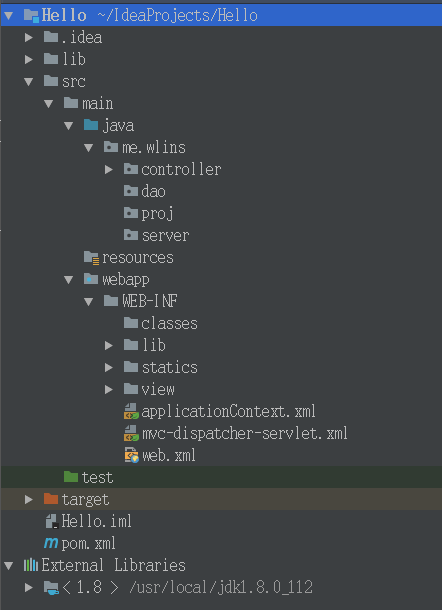 Hello ~/IdeaProjects/Hello
.idea
lib
src
main
java
me.wlins
controller
dao
proj
server
resources
webapp
WEB-INF
classes
lib
statics
view
applicationContext.xml
mvc-dispatcher-servlet.xml
web.xml
test
target
Hello.iml
pom.xml
External Libraries
< 1.8 > /usr/local/jdk1.8.0_112